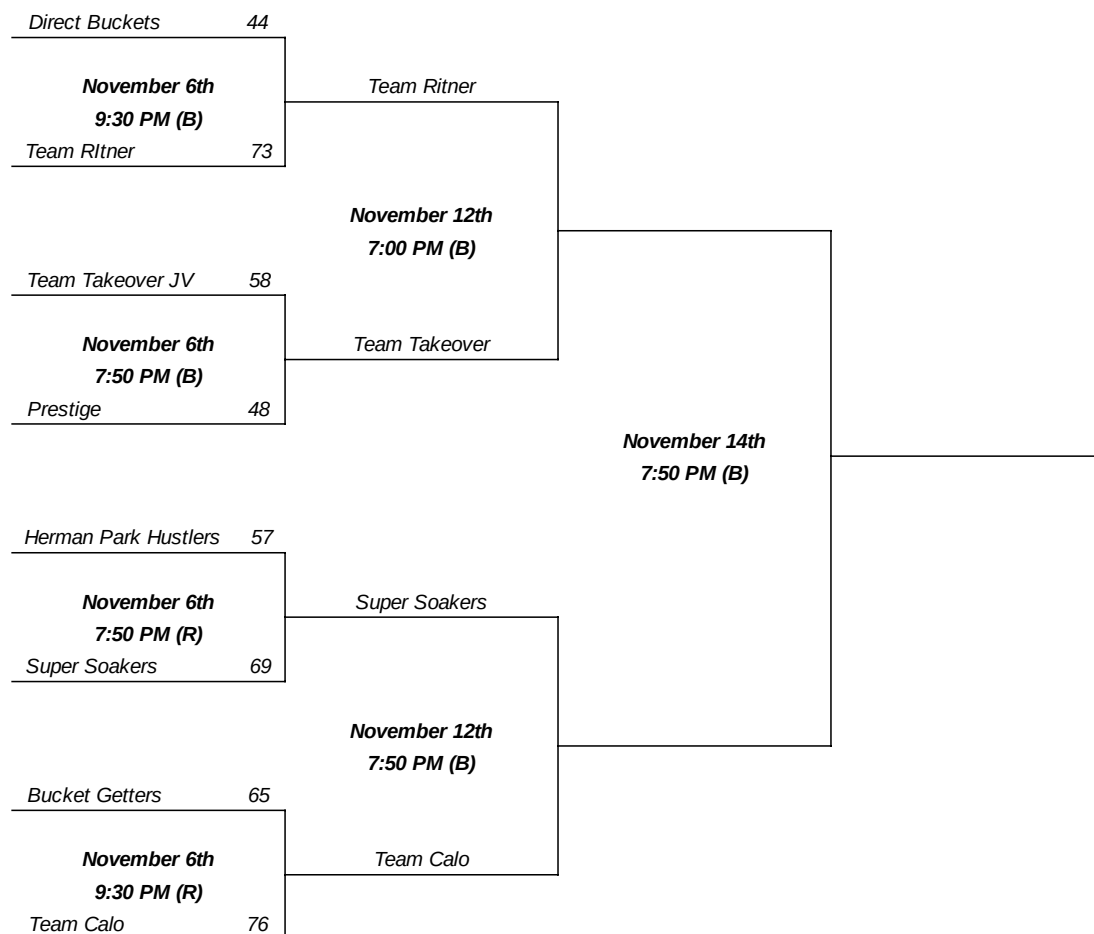 Direct Buckets 44
November 6th
9:30 PM (B)
Team RItner 73
Team Ritner
November 12th
7:00 PM (B)
Team Takeover JV 58
November 6th
7:50 PM (B)
Prestige 48
Team Takeover
November 14th
7:50 PM (B)
Herman Park Hustlers 57
November 6th
7:50 PM (R)
Super Soakers 69
Super Soakers
November 12th
7:50 PM (B)
Bucket Getters 65
November 6th
9:30 PM (R)
Team Calo 76
Team Calo